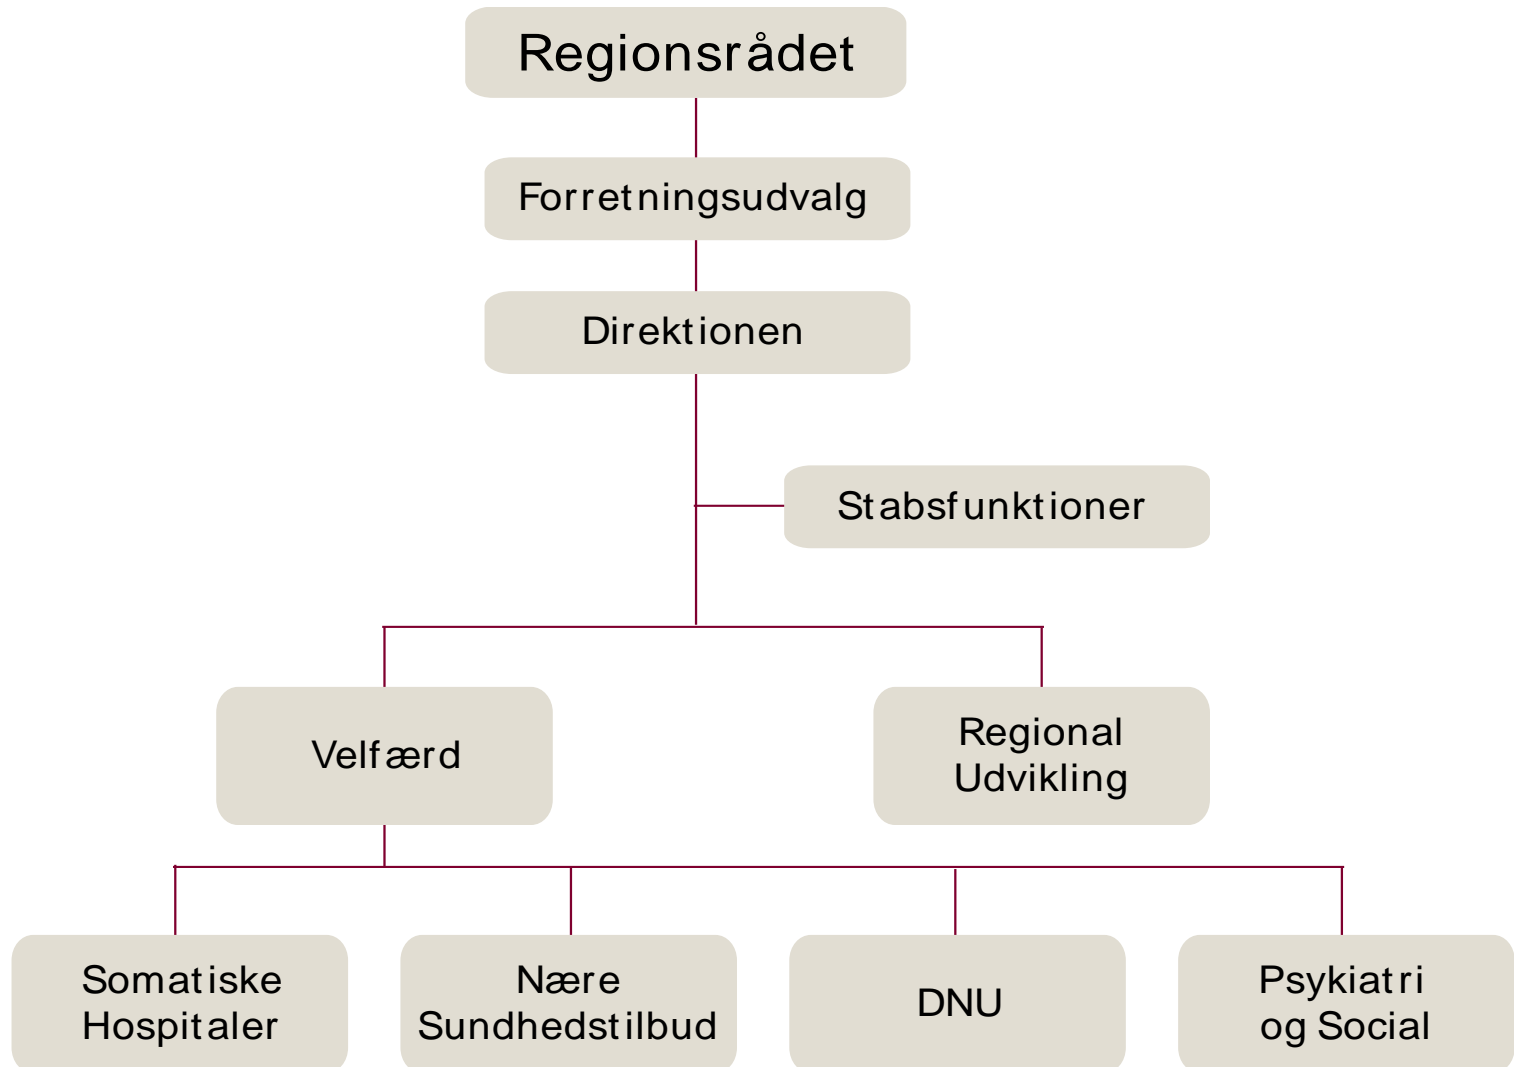 Regionsrådet
Forretningsudvalg
Direktionen
Stabsfunktioner
Velfærd
Regional
Udvikling
Somatiske
Hospitaler
Nære
Sundhedstilbud
DNU
Psykiatri
og Social